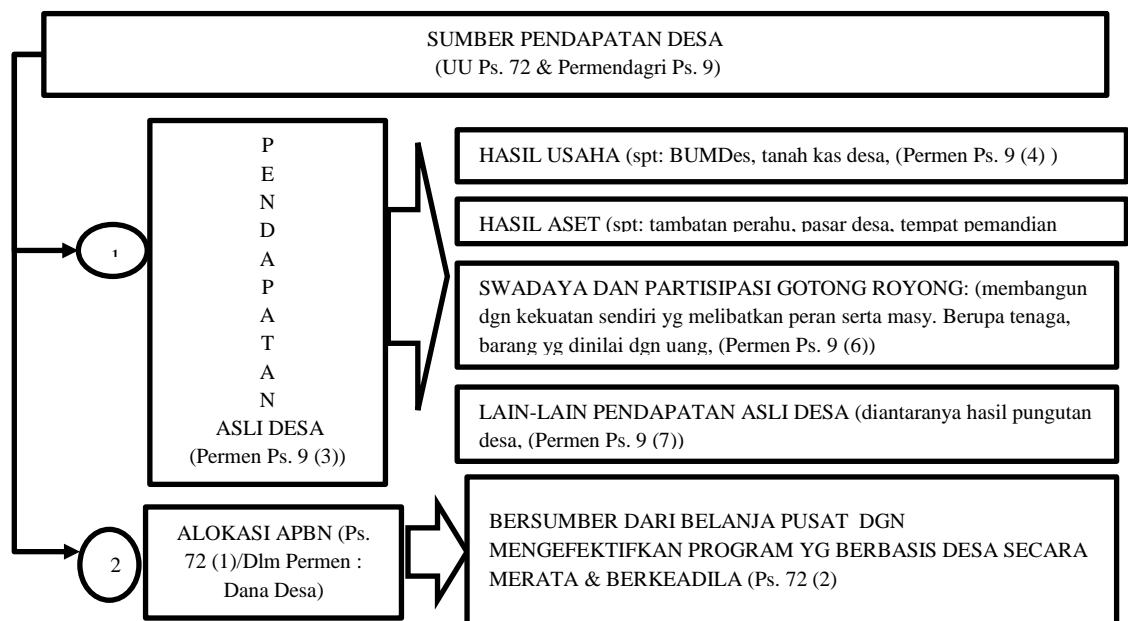 SUMBER PENDAPATAN DESA
(UU Ps. 72 & Permendagri Ps. 9)
1
P
E
N
D
A
P
A
T
A
N
ASLI DESA
(Permen Ps. 9 (3))
HASIL USAHA (spt: BUMDes, tanah kas desa, (Permen Ps. 9 (4) )
HASIL ASET (spt: tambatan perahu, pasar desa, tempat pemandian
SWADAYA DAN PARTISIPASI GOTONG ROYONG: (membangun
dgn kekuatan sendiri yg melibatkan peran serta masy. Berupa tenaga,
barang yg dinilai dgn uang, (Permen Ps. 9 (6))
LAIN-LAIN PENDAPATAN ASLI DESA (diantaranya hasil pungutan
desa, (Permen Ps. 9 (7))
2
ALOKASI APBN (Ps.
72 (1)/Dlm Permen :
Dana Desa)
BERSUMBER DARI BELANJA PUSAT DGN
MENGEFEKTIFKAN PROGRAM YG BERBASIS DESA SECARA
MERATA & BERKEADILA (Ps. 72 (2)